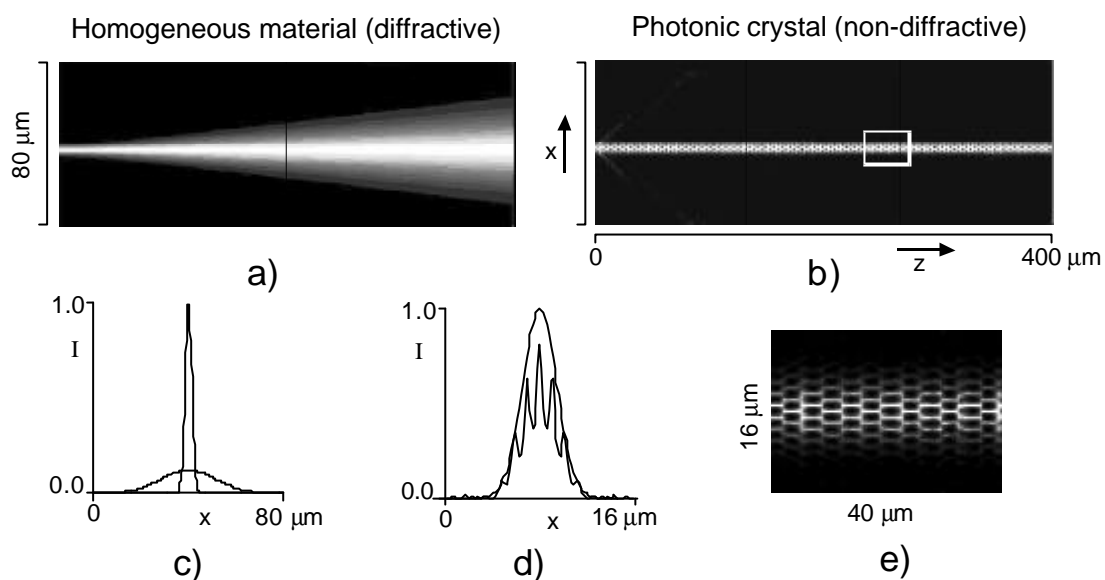 Homogeneous material (diffractive)
Photonic crystal (non-diffractive)
80 μm
x
0
z
400 μm
a)
b)
1.0
I
0.0
0
x
80 μm
c)
1.0
I
0.0
0
x
16 μm
d)
16 μm
40 μm
e)